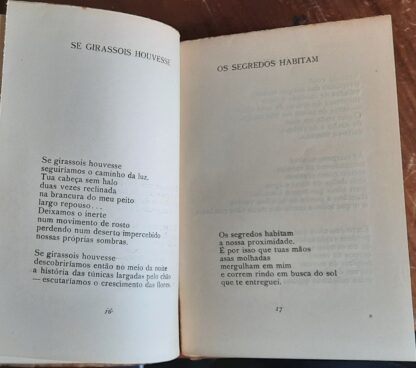 SE GIRASSOIS HOUVESSE
Se girassois houvesse
seguiríamos o caminho da luz.
Tua cabeça sem halo
duas vezes reclinada
na brancura do meu peito
largo repouso...
Deixamos o inerte
num movimento de rosto
perdendo num deserto impercebido
nossas proprias sombras.
Se girassois houvesse
descobriríamos então no meio da noite
a história das túnicas largadas pelo chão
— escutaríamos o crescimento das flores
16
OS SEGREDOS HABITAM
Os segredos habitam
a nossa proximidade.
É por isso que tuas mãos
asas molhadas
mergulham em mim
e correm rindo em busca do sol
que te entreguei.
17